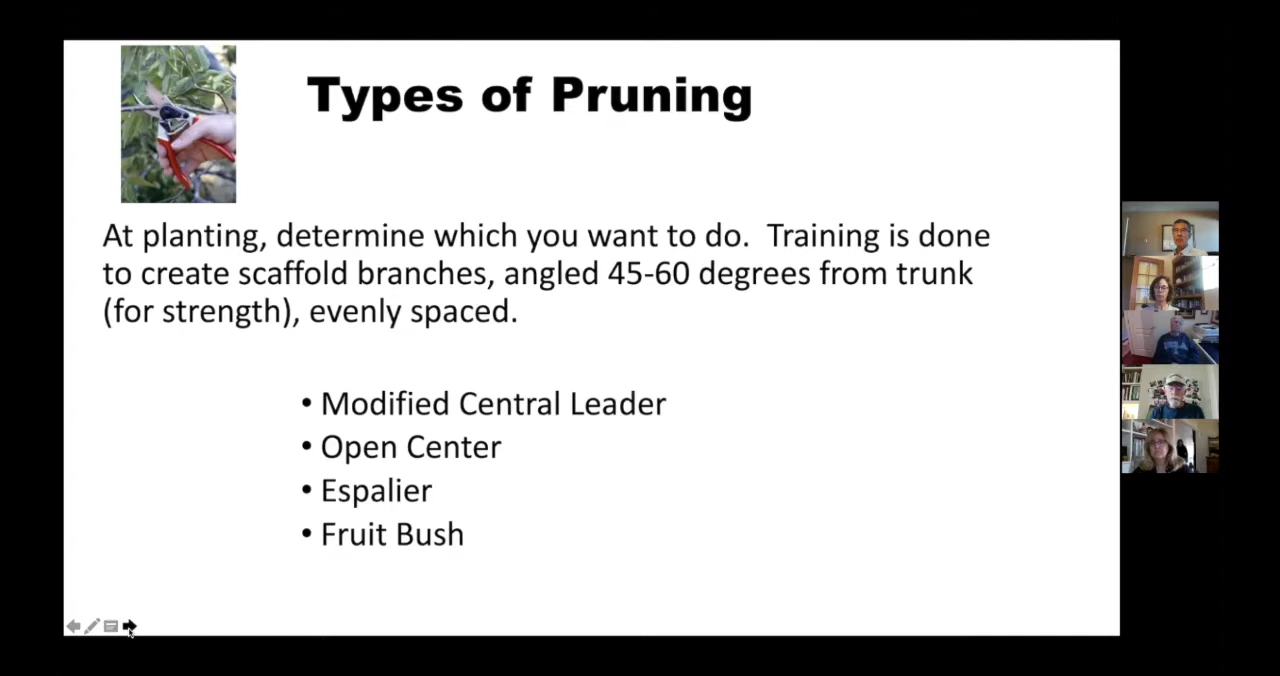 Types of Pruning
At planting, determine which you want to do.  Training is done
to create scaffold branches, angled 45-60 degrees from trunk
(for strength), evenly spaced.
• Modified Central Leader
• Open Center
• Espalier
• Fruit Bush